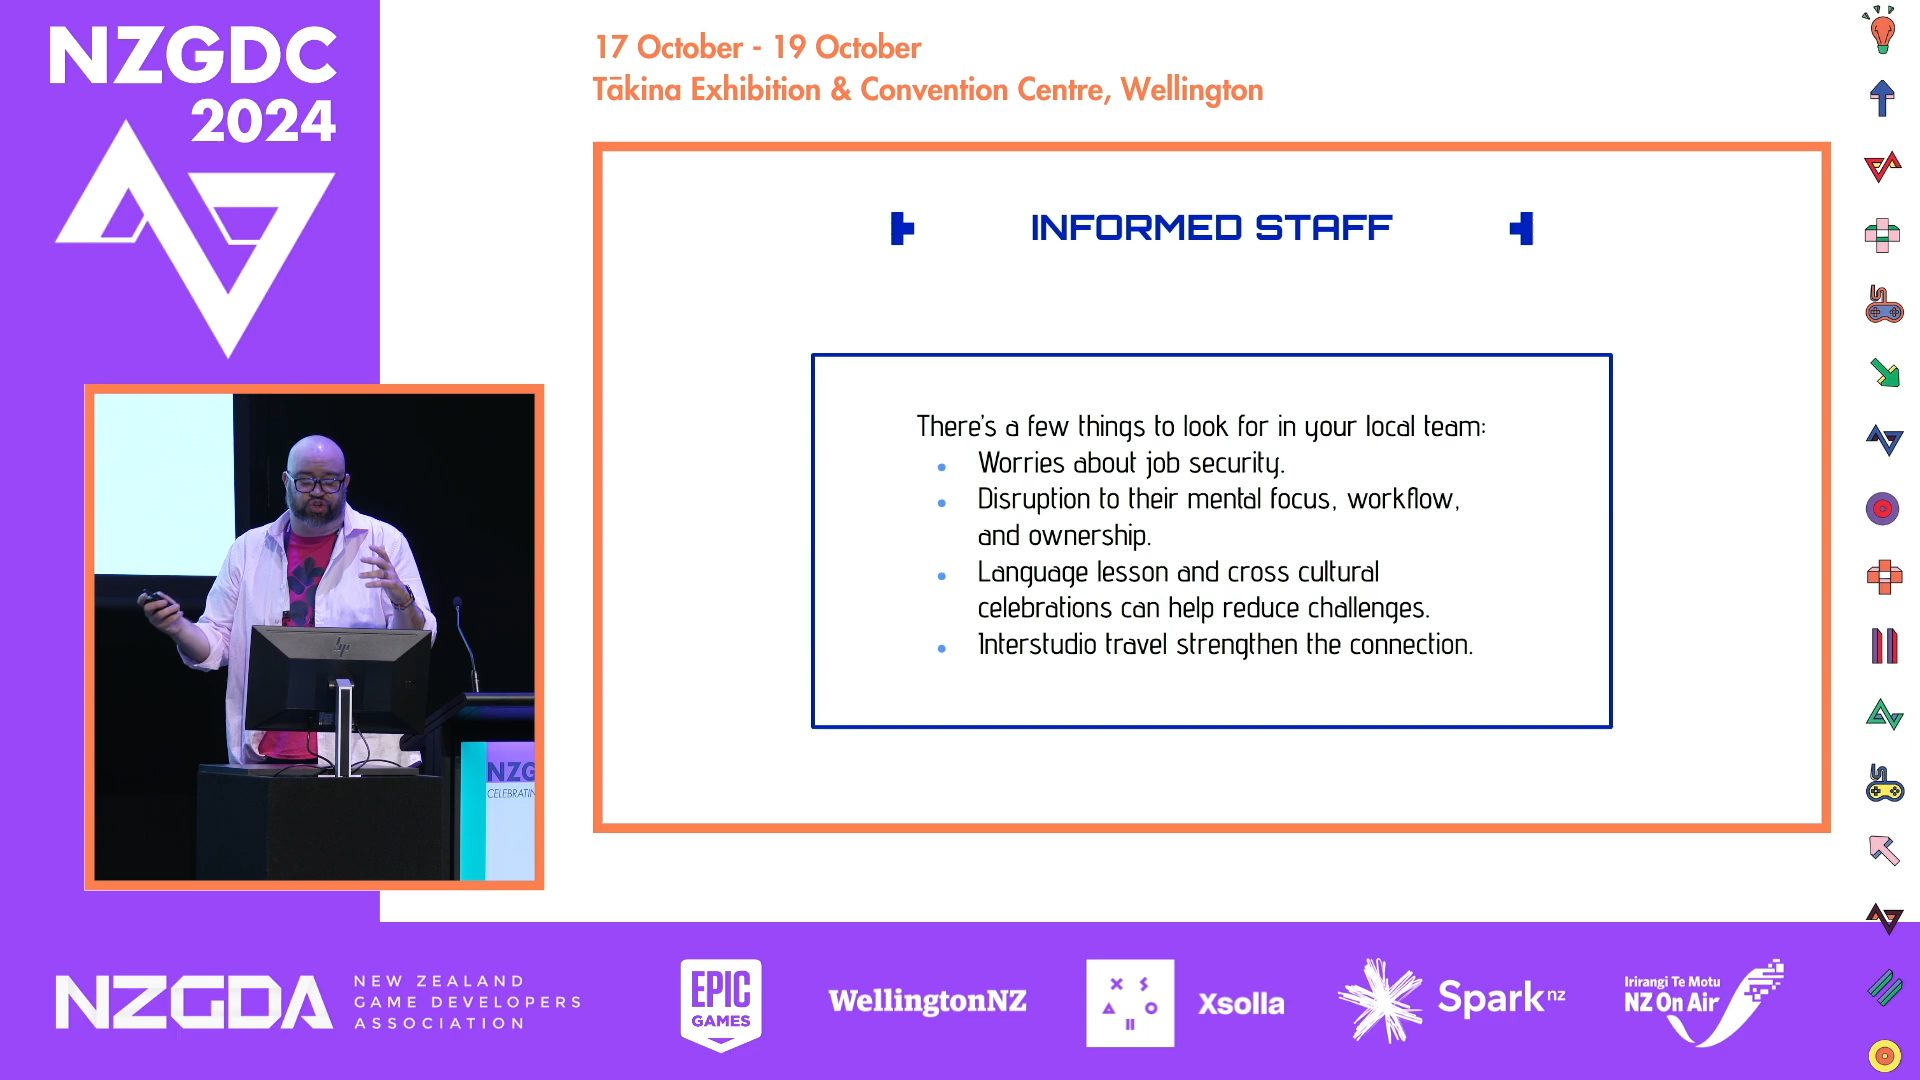 NZGDC
2024
17 October - 19 October
Tākina Exhibition & Convention Centre, Wellington
INFORMED STAFF
There's a few things to look for in your local team:
Worries about job security.
Disruption to their mental focus, workflow,
and ownership.
Language lesson and cross cultural
celebrations can help reduce challenges.
Interstudio travel strengthen the connection.
hp
NZG
CELEBRATIN
NZGDA
NEW ZEALAND
GAME DEVELOPERS
ASSOCIATION
EPIC
GAMES
WellingtonNZ
Xsolla
Spark nz
Irirangi Te Motu
NZ On Air